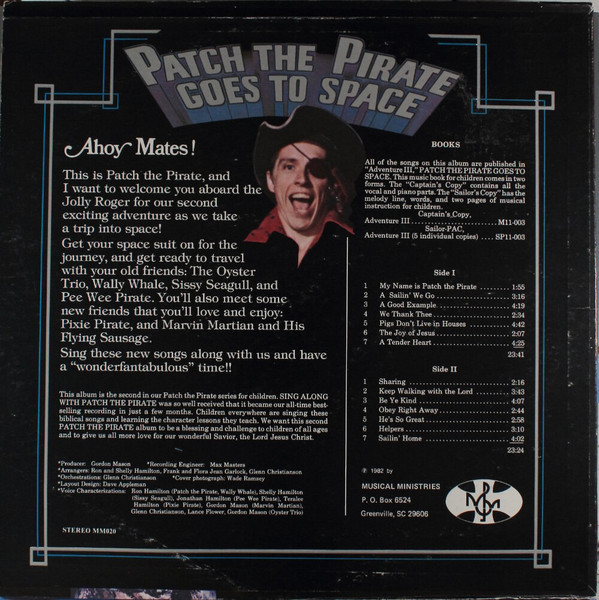 PATCH THE PIRATE
GOES TO SPACE
Ahoy Mates!
This is Patch the Pirate, and
I want to welcome you aboard the
Jolly Roger for our second
exciting adventure as we take
a trip into space!
Get your space suit on for the
journey, and get ready to travel
with your old friends: The Oyster
Trio, Wally Whale, Sissy Seagull, and
Pee Wee Pirate. You'll also meet some
new friends that you'll love and enjoy:
Pixie Pirate, and Marvin Martian and His
Flying Sausage.
Sing these new songs along with us and have
a "wonderfantabulous" time!!
This album is the second in our Patch the Pirate series for children. SING ALONG
WITH PATCH THE PIRATE was so well received that it became our all-time best-
selling recording in just a few months. Children everywhere are singing these
biblical songs and learning the character lessons they teach. We want this second
PATCH THE PIRATE album to be a blessing and challenge to children of all ages
and to give us all more love for our wonderful Savior, the Lord Jesus Christ.
*Producer: Gordon Mason *Recording Engineer: Max Masters
*Arrangers: Ron and Shelly Hamilton, Frank and Flora Jean Garlock, Glenn Christianson
*Orchestrations: Glenn Christianson *Cover photograph: Wade Ramsey
*Layout Design: Dave Appleman
*Voice Characterizations: Ron Hamilton (Patch the Pirate, Wally Whale), Shelly Hamilton
(Sissy Seagull), Jonathan Hamilton (Pee Wee Pirate), Teralee
Hamilton (Pixie Pirate), Gordon Mason (Marvin Martian),
Glenn Christianson, Lance Flower, Gordon Mason (Oyster Trio)
STEREO MM020
BOOKS
All of the songs on this album are published in
"Adventure III," PATCH THE PIRATE GOES TO
SPACE. This music book for children comes in two
forms. The "Captain's Copy" contains all the
vocal and piano parts. The "Sailor's Copy" has the
melody line, words, and two pages of musical
instruction for children.
Captain's Copy,
Adventure III ........................ M11-003
Sailor-PAC,
Adventure III (5 individual copies) .... SP11-003
Side I
1 My Name is Patch the Pirate ....... 1:55
2 A Sailin' We Go ................... 3:16
3 A Good Example .................... 4:19
4 We Thank Thee ..................... 2:34
5 Pigs Don't Live in Houses ......... 4:42
6 The Joy of Jesus .................. 2:07
7 A Tender Heart .................... 4:25
23:41
Side II
1 Sharing ........................... 2:16
2 Keep Walking with the Lord ........ 3:43
3 Be Ye Kind ........................ 4:07
4 Obey Right Away ................... 2:44
5 He's So Great ..................... 2:58
6 Helpers ........................... 3:10
7 Sailin' Home ...................... 4:02
23:24
℗ 1982 by
MUSICAL MINISTRIES
P. O. Box 6524
Greenville, SC 29606